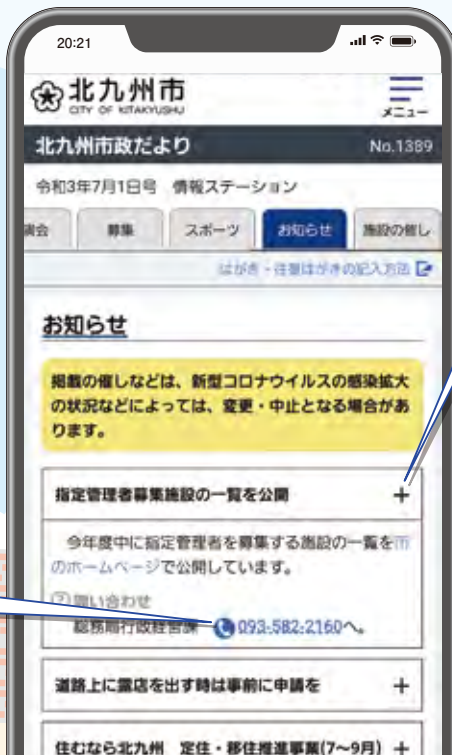 20:21
北九州市
CITY OF KITAKYUSHU
メニュー
北九州市政だより No.1389
令和3年7月1日号 情報ステーション
演会 募集 スポーツ お知らせ 施設の催し
はがき・往復はがきの記入方法
お知らせ
掲載の催しなどは、新型コロナウイルスの感染拡大
の状況などによっては、変更・中止となる場合があ
ります。
指定管理者募集施設の一覧を公開 +
今年度中に指定管理者を募集する施設の一覧を市
のホームページで公開しています。
問い合わせ
総務局行政経営課 093-582-2160へ。
道路上に露店を出す時は事前に申請を +
住むなら北九州 定住・移住推進事業(7〜9月) +